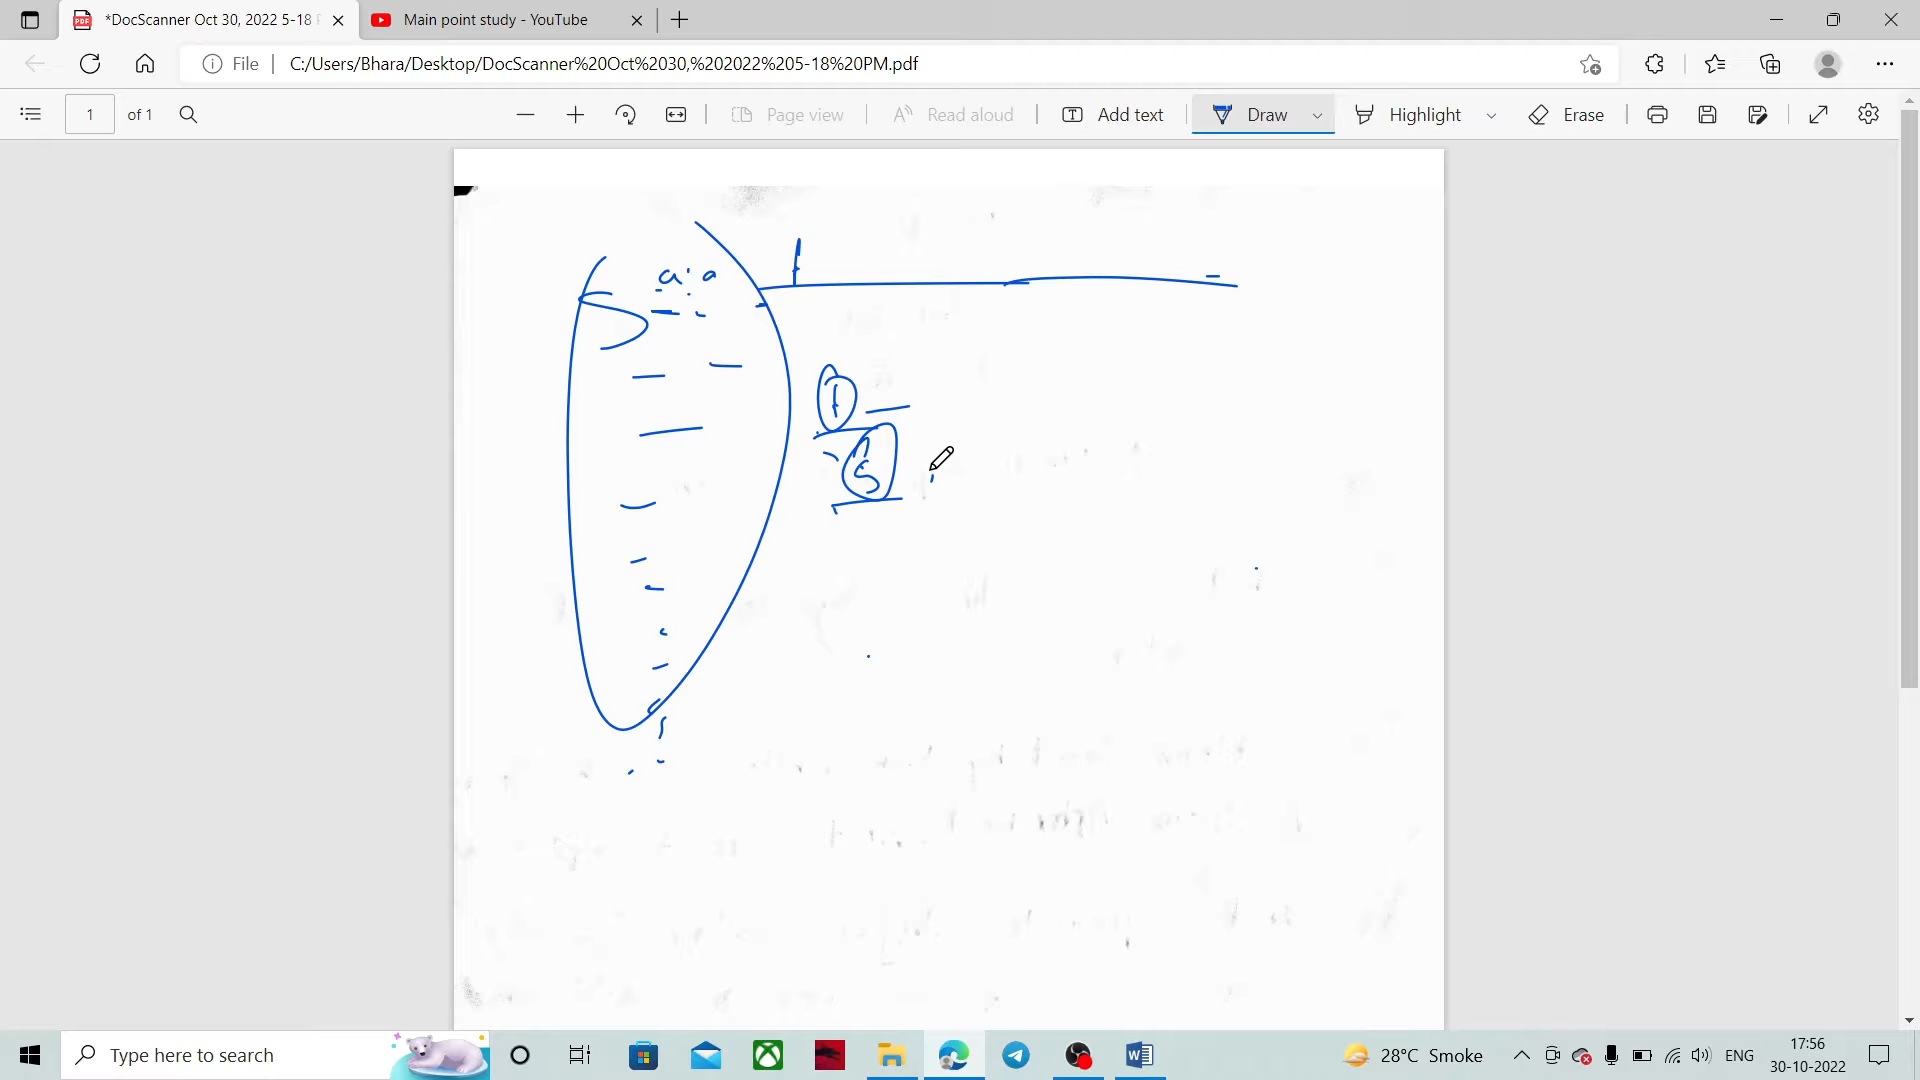 *DocScanner Oct 30, 2022 5-18
Main point study - YouTube
File
C:/Users/Bhara/Desktop/DocScanner%20Oct%2030,%202022%205-18%20PM.pdf
1
of 1
Page view
Read aloud
Add text
Draw
Highlight
Erase
a a
1
5
Type here to search
28°C Smoke
ENG
17:56
30-10-2022